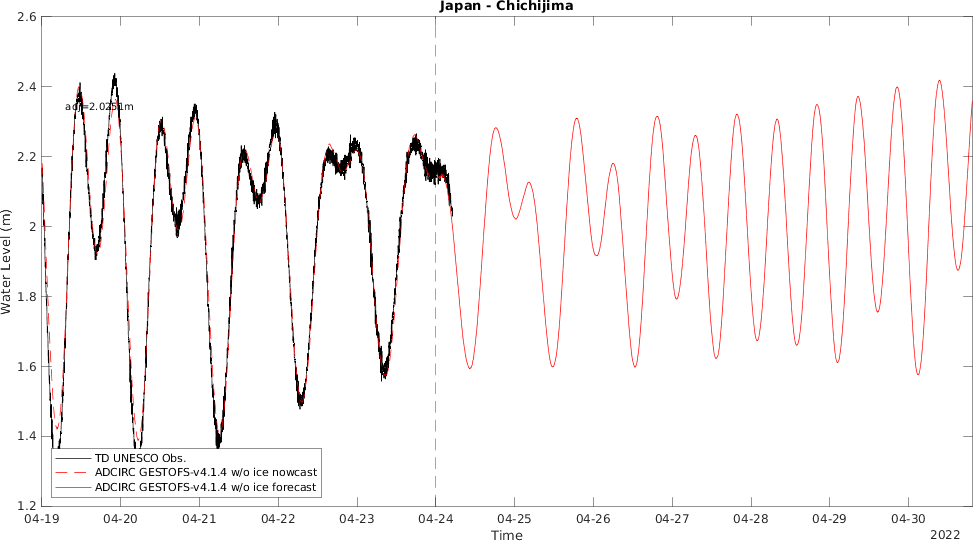 Japan - Chichijima
2.6
2.4
2.2
2
1.8
1.6
1.4
1.2
Water Level (m)
adj=2.0251m
TD UNESCO Obs.
ADCIRC GESTOFS-v4.1.4 w/o ice nowcast
ADCIRC GESTOFS-v4.1.4 w/o ice forecast
04-19 04-20 04-21 04-22 04-23 04-24 04-25 04-26 04-27 04-28 04-29 04-30
Time
2022